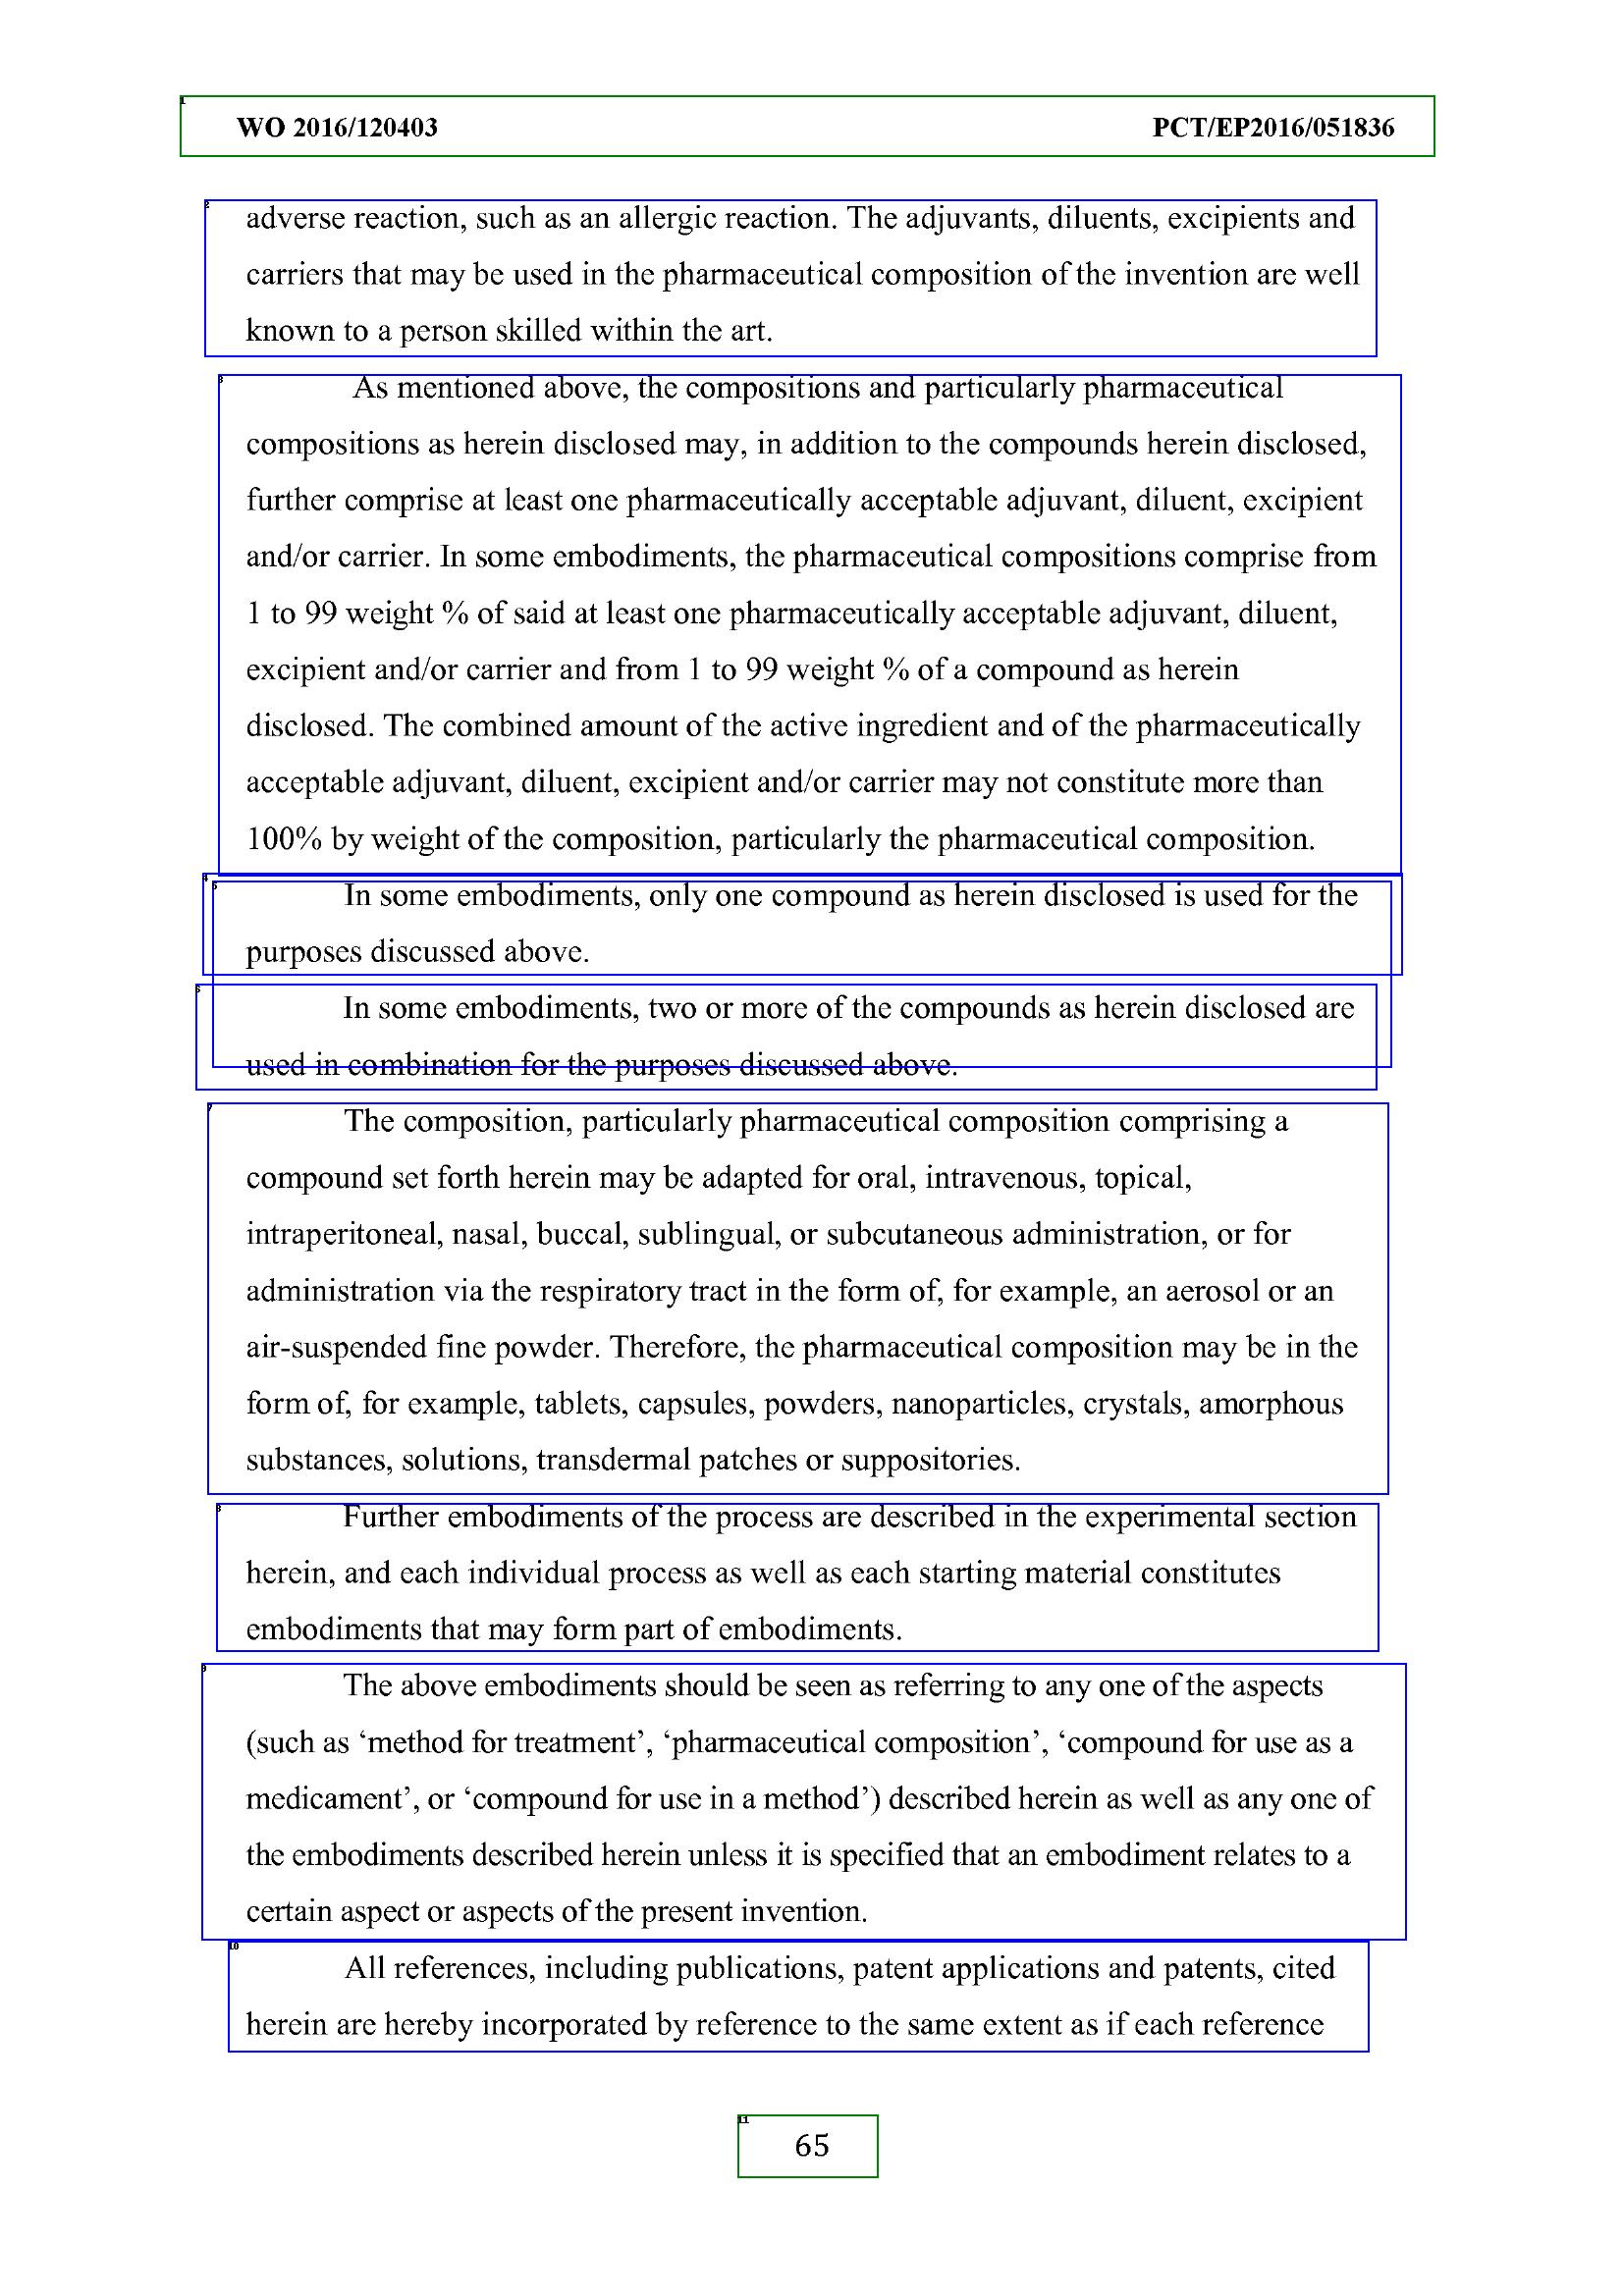 WO 2016/120403 PCT/EP2016/051836
adverse reaction, such as an allergic reaction. The adjuvants, diluents, excipients and
carriers that may be used in the pharmaceutical composition of the invention are well
known to a person skilled within the art.
As mentioned above, the compositions and particularly pharmaceutical
compositions as herein disclosed may, in addition to the compounds herein disclosed,
further comprise at least one pharmaceutically acceptable adjuvant, diluent, excipient
and/or carrier. In some embodiments, the pharmaceutical compositions comprise from
1 to 99 weight % of said at least one pharmaceutically acceptable adjuvant, diluent,
excipient and/or carrier and from 1 to 99 weight % of a compound as herein
disclosed. The combined amount of the active ingredient and of the pharmaceutically
acceptable adjuvant, diluent, excipient and/or carrier may not constitute more than
100% by weight of the composition, particularly the pharmaceutical composition.
In some embodiments, only one compound as herein disclosed is used for the
purposes discussed above.
In some embodiments, two or more of the compounds as herein disclosed are
used in combination for the purposes discussed above.
The composition, particularly pharmaceutical composition comprising a
compound set forth herein may be adapted for oral, intravenous, topical,
intraperitoneal, nasal, buccal, sublingual, or subcutaneous administration, or for
administration via the respiratory tract in the form of, for example, an aerosol or an
air-suspended fine powder. Therefore, the pharmaceutical composition may be in the
form of, for example, tablets, capsules, powders, nanoparticles, crystals, amorphous
substances, solutions, transdermal patches or suppositories.
Further embodiments of the process are described in the experimental section
herein, and each individual process as well as each starting material constitutes
embodiments that may form part of embodiments.
The above embodiments should be seen as referring to any one of the aspects
(such as ‘method for treatment’, ‘pharmaceutical composition’, ‘compound for use as a
medicament’, or ‘compound for use in a method’) described herein as well as any one of
the embodiments described herein unless it is specified that an embodiment relates to a
certain aspect or aspects of the present invention.
All references, including publications, patent applications and patents, cited
herein are hereby incorporated by reference to the same extent as if each reference
65